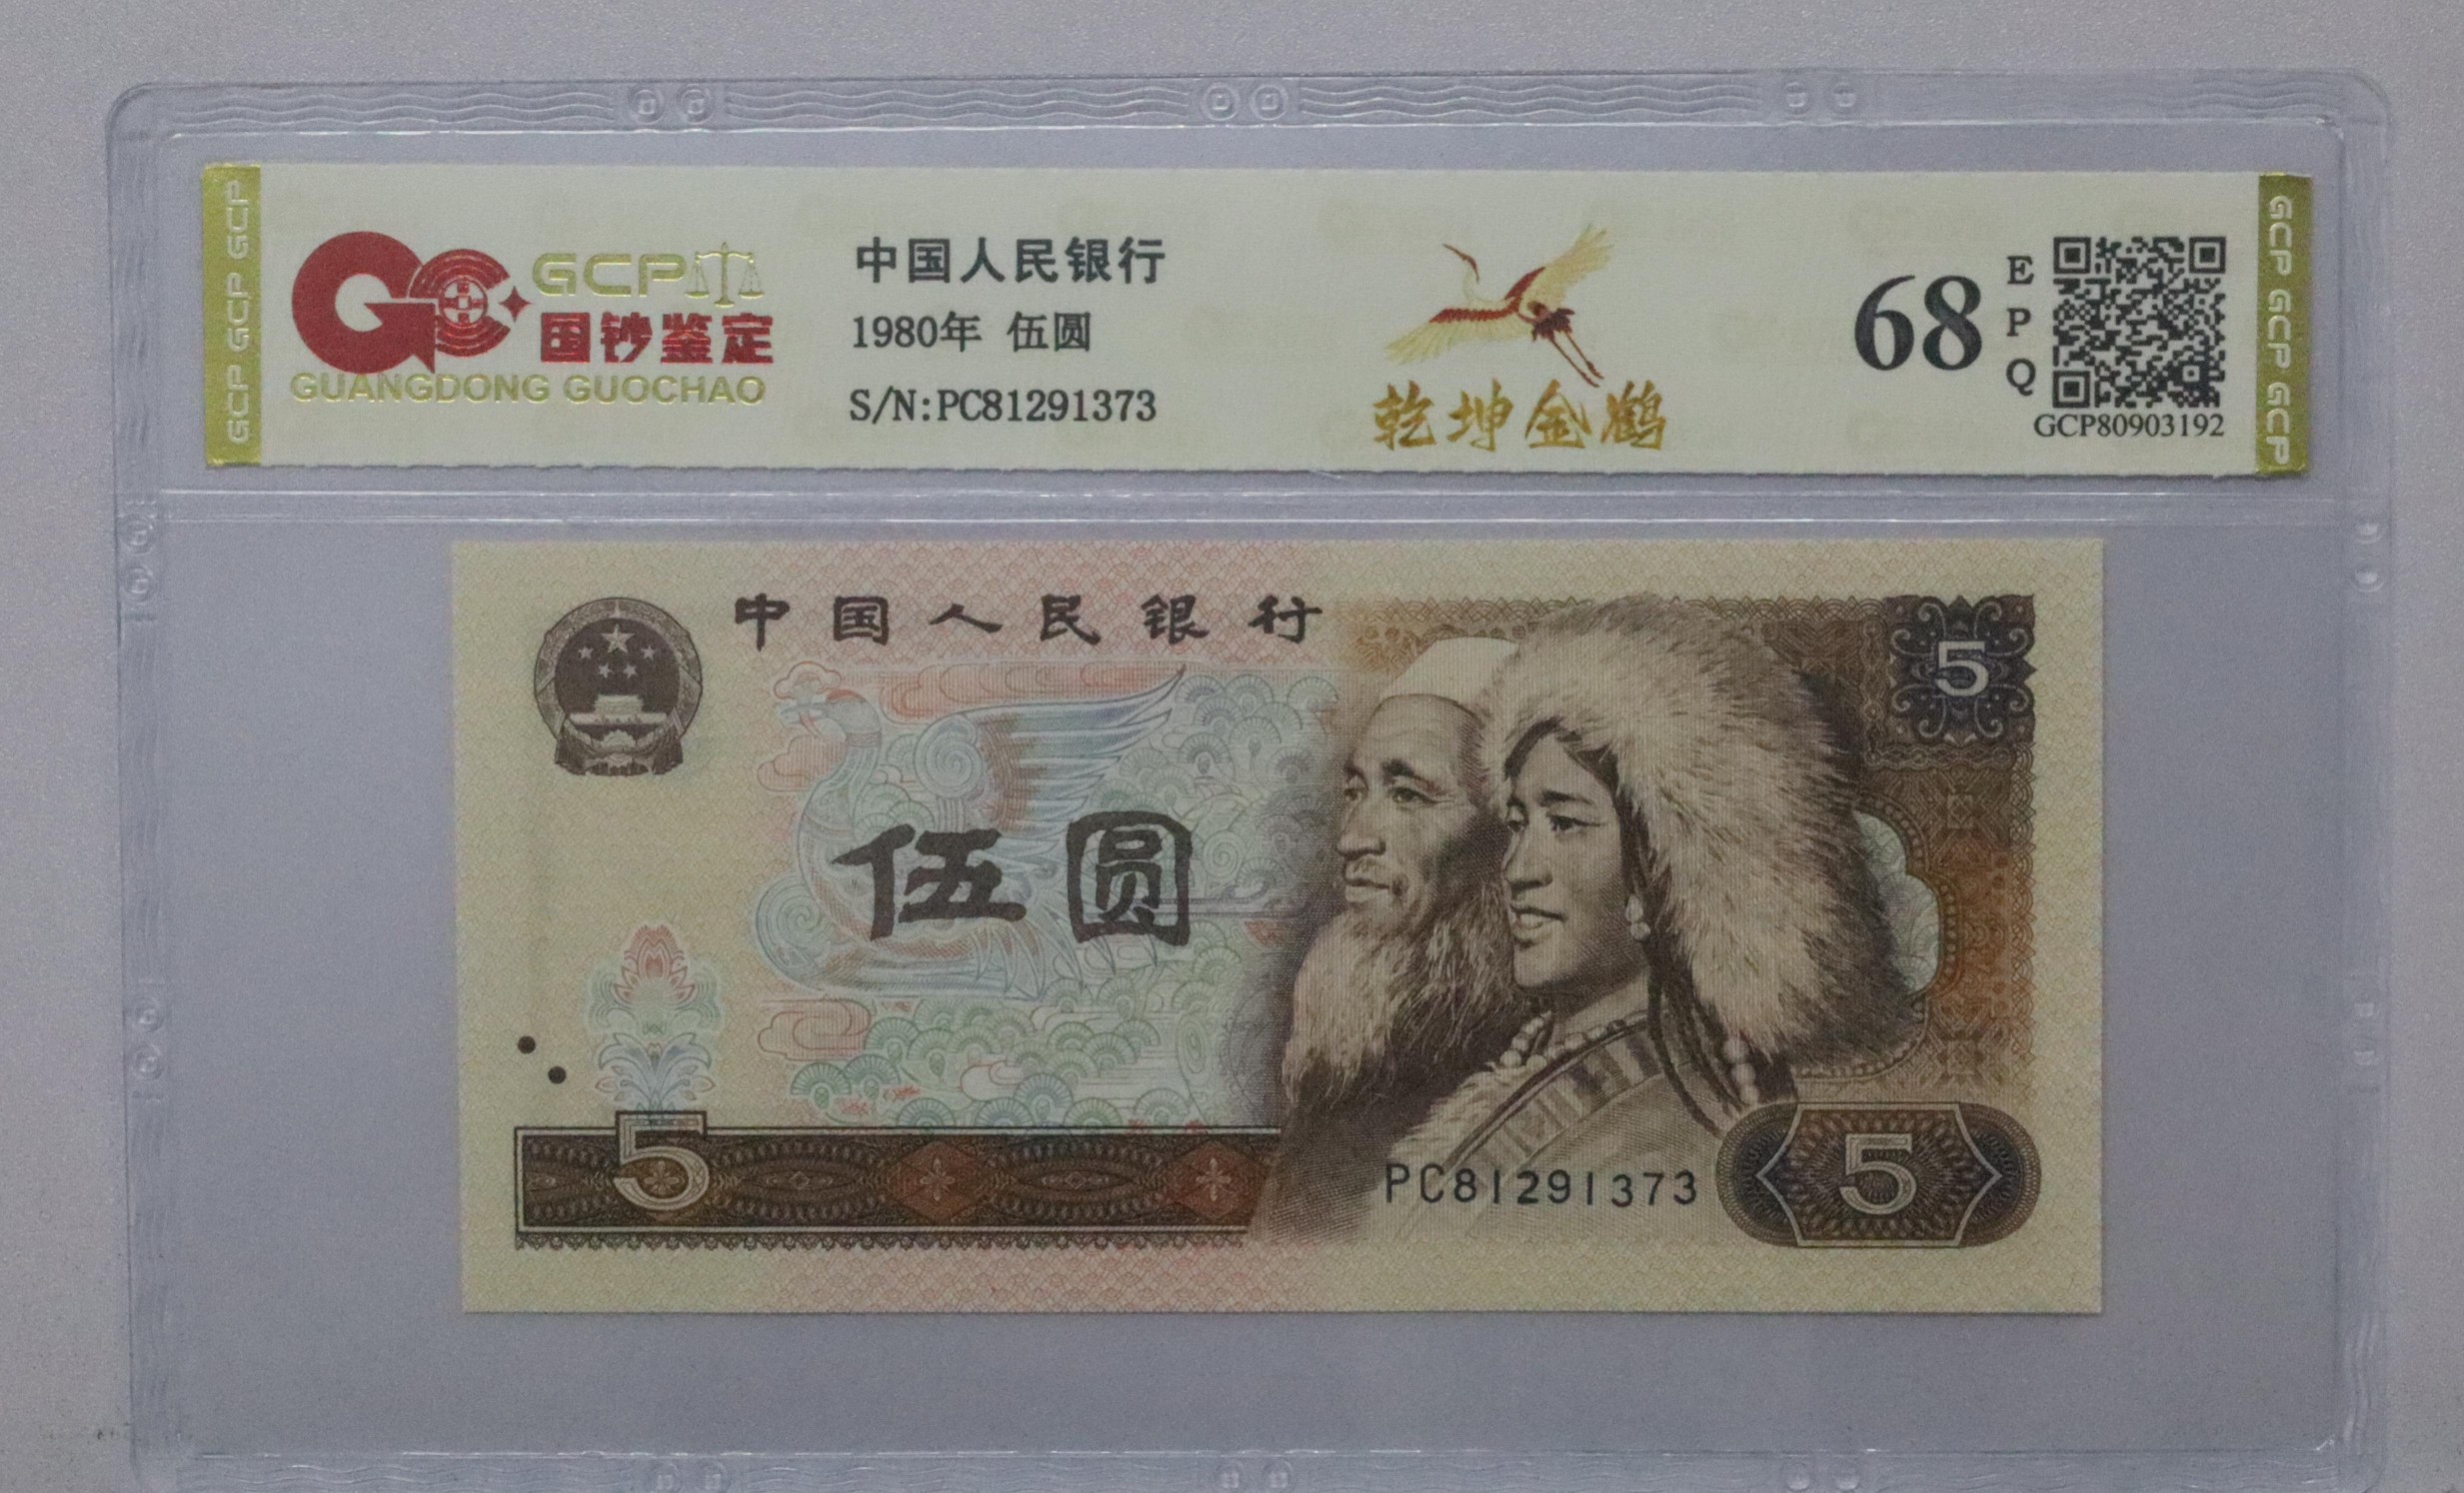 GCP GCP GCP
GCP
国钞鉴定
GUANGDONG GUOCHAO
中国人民银行
1980年 伍圆
S/N:PC81291373
乾坤金鹤
68
EPQ
GCP80903192
GCP GCP GCP
中国人民银行
5
伍圆
5
PC81291373
5